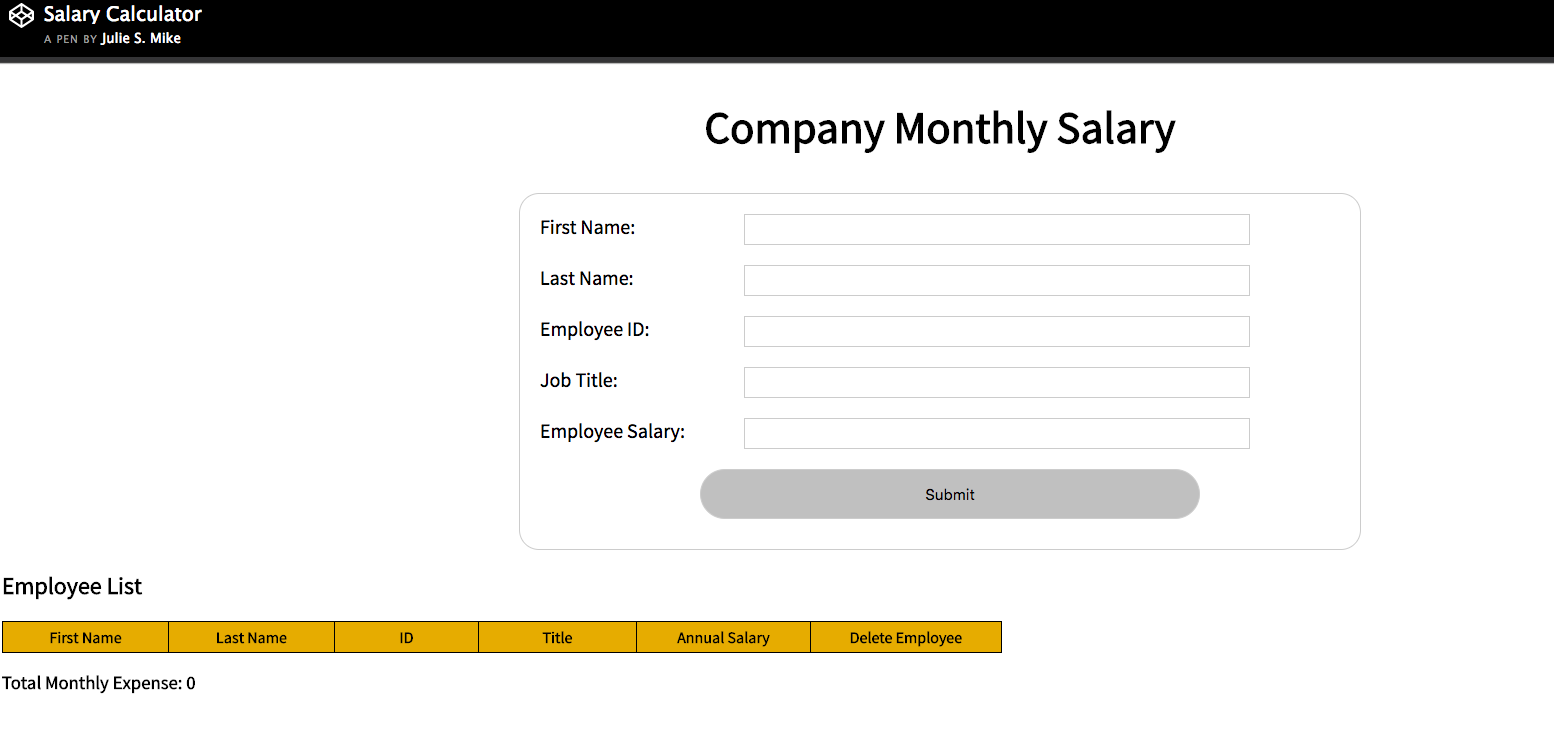 Salary Calculator
A PEN BY Julie S. Mike
Company Monthly Salary
First Name:
Last Name:
Employee ID:
Job Title:
Employee Salary:
Submit
Employee List
First Name Last Name ID Title Annual Salary Delete Employee
Total Monthly Expense: 0